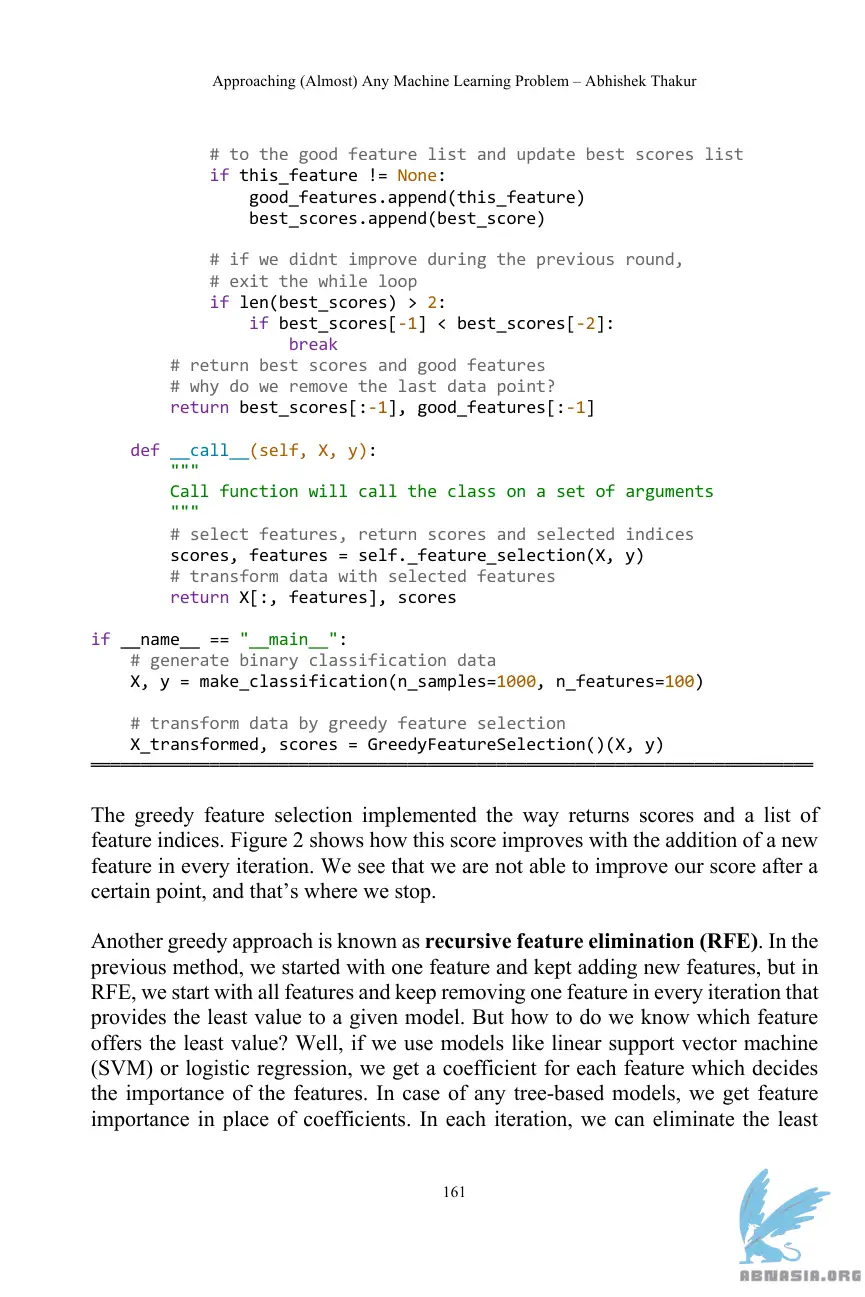 Approaching (Almost) Any Machine Learning Problem – Abhishek Thakur
            # to the good feature list and update best scores list
            if this_feature != None:
                good_features.append(this_feature)
                best_scores.append(best_score)
            # if we didnt improve during the previous round,
            # exit the while loop
            if len(best_scores) > 2:
                if best_scores[-1] < best_scores[-2]:
                    break
        # return best scores and good features
        # why do we remove the last data point?
        return best_scores[:-1], good_features[:-1]
    def __call__(self, X, y):
        """
        Call function will call the class on a set of arguments
        """
        # select features, return scores and selected indices
        scores, features = self._feature_selection(X, y)
        # transform data with selected features
        return X[:, features], scores
if __name__ == "__main__":
    # generate binary classification data
    X, y = make_classification(n_samples=1000, n_features=100)
    # transform data by greedy feature selection
    X_transformed, scores = GreedyFeatureSelection()(X, y)
The greedy feature selection implemented the way returns scores and a list of
feature indices. Figure 2 shows how this score improves with the addition of a new
feature in every iteration. We see that we are not able to improve our score after a
certain point, and that’s where we stop.
Another greedy approach is known as recursive feature elimination (RFE). In the
previous method, we started with one feature and kept adding new features, but in
RFE, we start with all features and keep removing one feature in every iteration that
provides the least value to a given model. But how to do we know which feature
offers the least value? Well, if we use models like linear support vector machine
(SVM) or logistic regression, we get a coefficient for each feature which decides
the importance of the features. In case of any tree-based models, we get feature
importance in place of coefficients. In each iteration, we can eliminate the least
161
ABNASIA.ORG